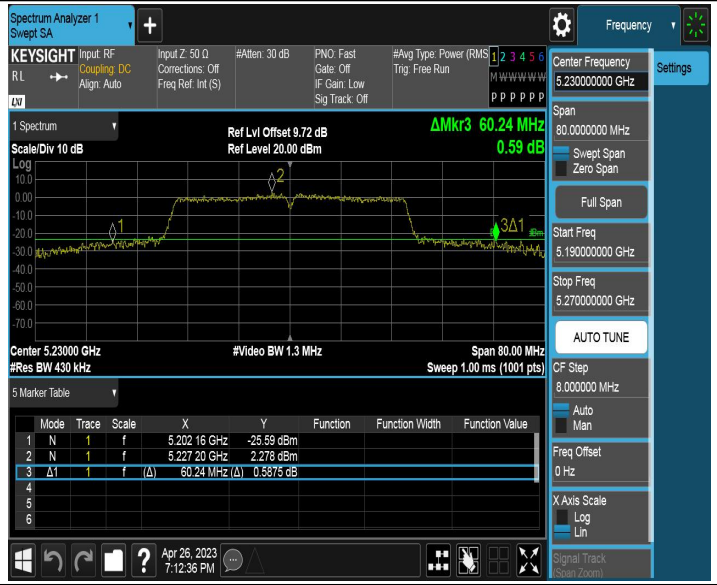 Spectrum Analyzer 1
Swept SA
+
Frequency
KEYSIGHT
RL
LXI
Input: RF
Coupling: DC
Align: Auto
Input Z: 50 Ω
Corrections: Off
Freq Ref: Int (S)
#Atten: 30 dB
PNO: Fast
Gate: Off
IF Gain: Low
Sig Track: Off
#Avg Type: Power (RMS
Trig: Free Run
1 2 3 4 5 6
M W W W W W
P P P P P P
Center Frequency
5.230000000 GHz
Settings
Span
80.0000000 MHz
Swept Span
Zero Span
Full Span
Start Freq
5.190000000 GHz
Stop Freq
5.270000000 GHz
AUTO TUNE
CF Step
8.000000 MHz
Auto
Man
Freq Offset
0 Hz
X Axis Scale
Log
Lin
Signal Track
(Span Zoom)
1 Spectrum
Scale/Div 10 dB
Ref Lvl Offset 9.72 dB
Ref Level 20.00 dBm
ΔMkr3 60.24 MHz
0.59 dB
Log
10.0
0.00
-10.0
-20.0
-30.0
-40.0
-50.0
-60.0
-70.0
1
2
3Δ1
Center 5.23000 GHz
#Res BW 430 kHz
#Video BW 1.3 MHz
Span 80.00 MHz
Sweep 1.00 ms (1001 pts)
5 Marker Table
Mode Trace Scale X Y Function Function Width Function Value
1 N 1 f 5.202 16 GHz -25.59 dBm
2 N 1 f 5.227 20 GHz 2.278 dBm
3 Δ1 1 f (Δ) 60.24 MHz (Δ) 0.5875 dB
4
5
6
?
Apr 26, 2023
7:12:36 PM